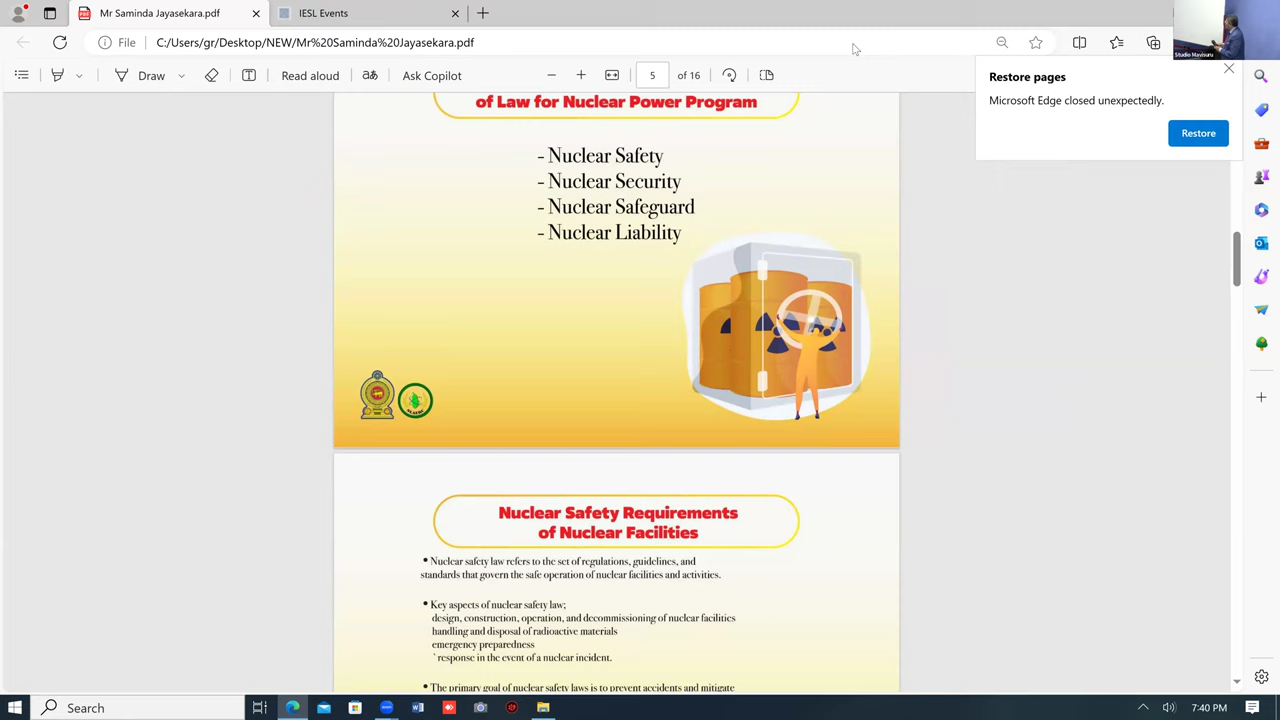 Mr Saminda Jayasekara.pdf
IESL Events
File
C:/Users/gr/Desktop/NEW/Mr%20Saminda%20Jayasekara.pdf
Studio Mavisuru
Draw
Read aloud
Ask Copilot
5
of 16
Restore pages
Microsoft Edge closed unexpectedly.
Restore
of Law for Nuclear Power Program
- Nuclear Safety
- Nuclear Security
- Nuclear Safeguard
- Nuclear Liability
Nuclear Safety Requirements
of Nuclear Facilities
• Nuclear safety law refers to the set of regulations, guidelines, and
standards that govern the safe operation of nuclear facilities and activities.
• Key aspects of nuclear safety law;
design, construction, operation, and decommissioning of nuclear facilities
handling and disposal of radioactive materials
emergency preparedness
` response in the event of a nuclear incident.
• The primary goal of nuclear safety laws is to prevent accidents and mitigate
Search
7:40 PM